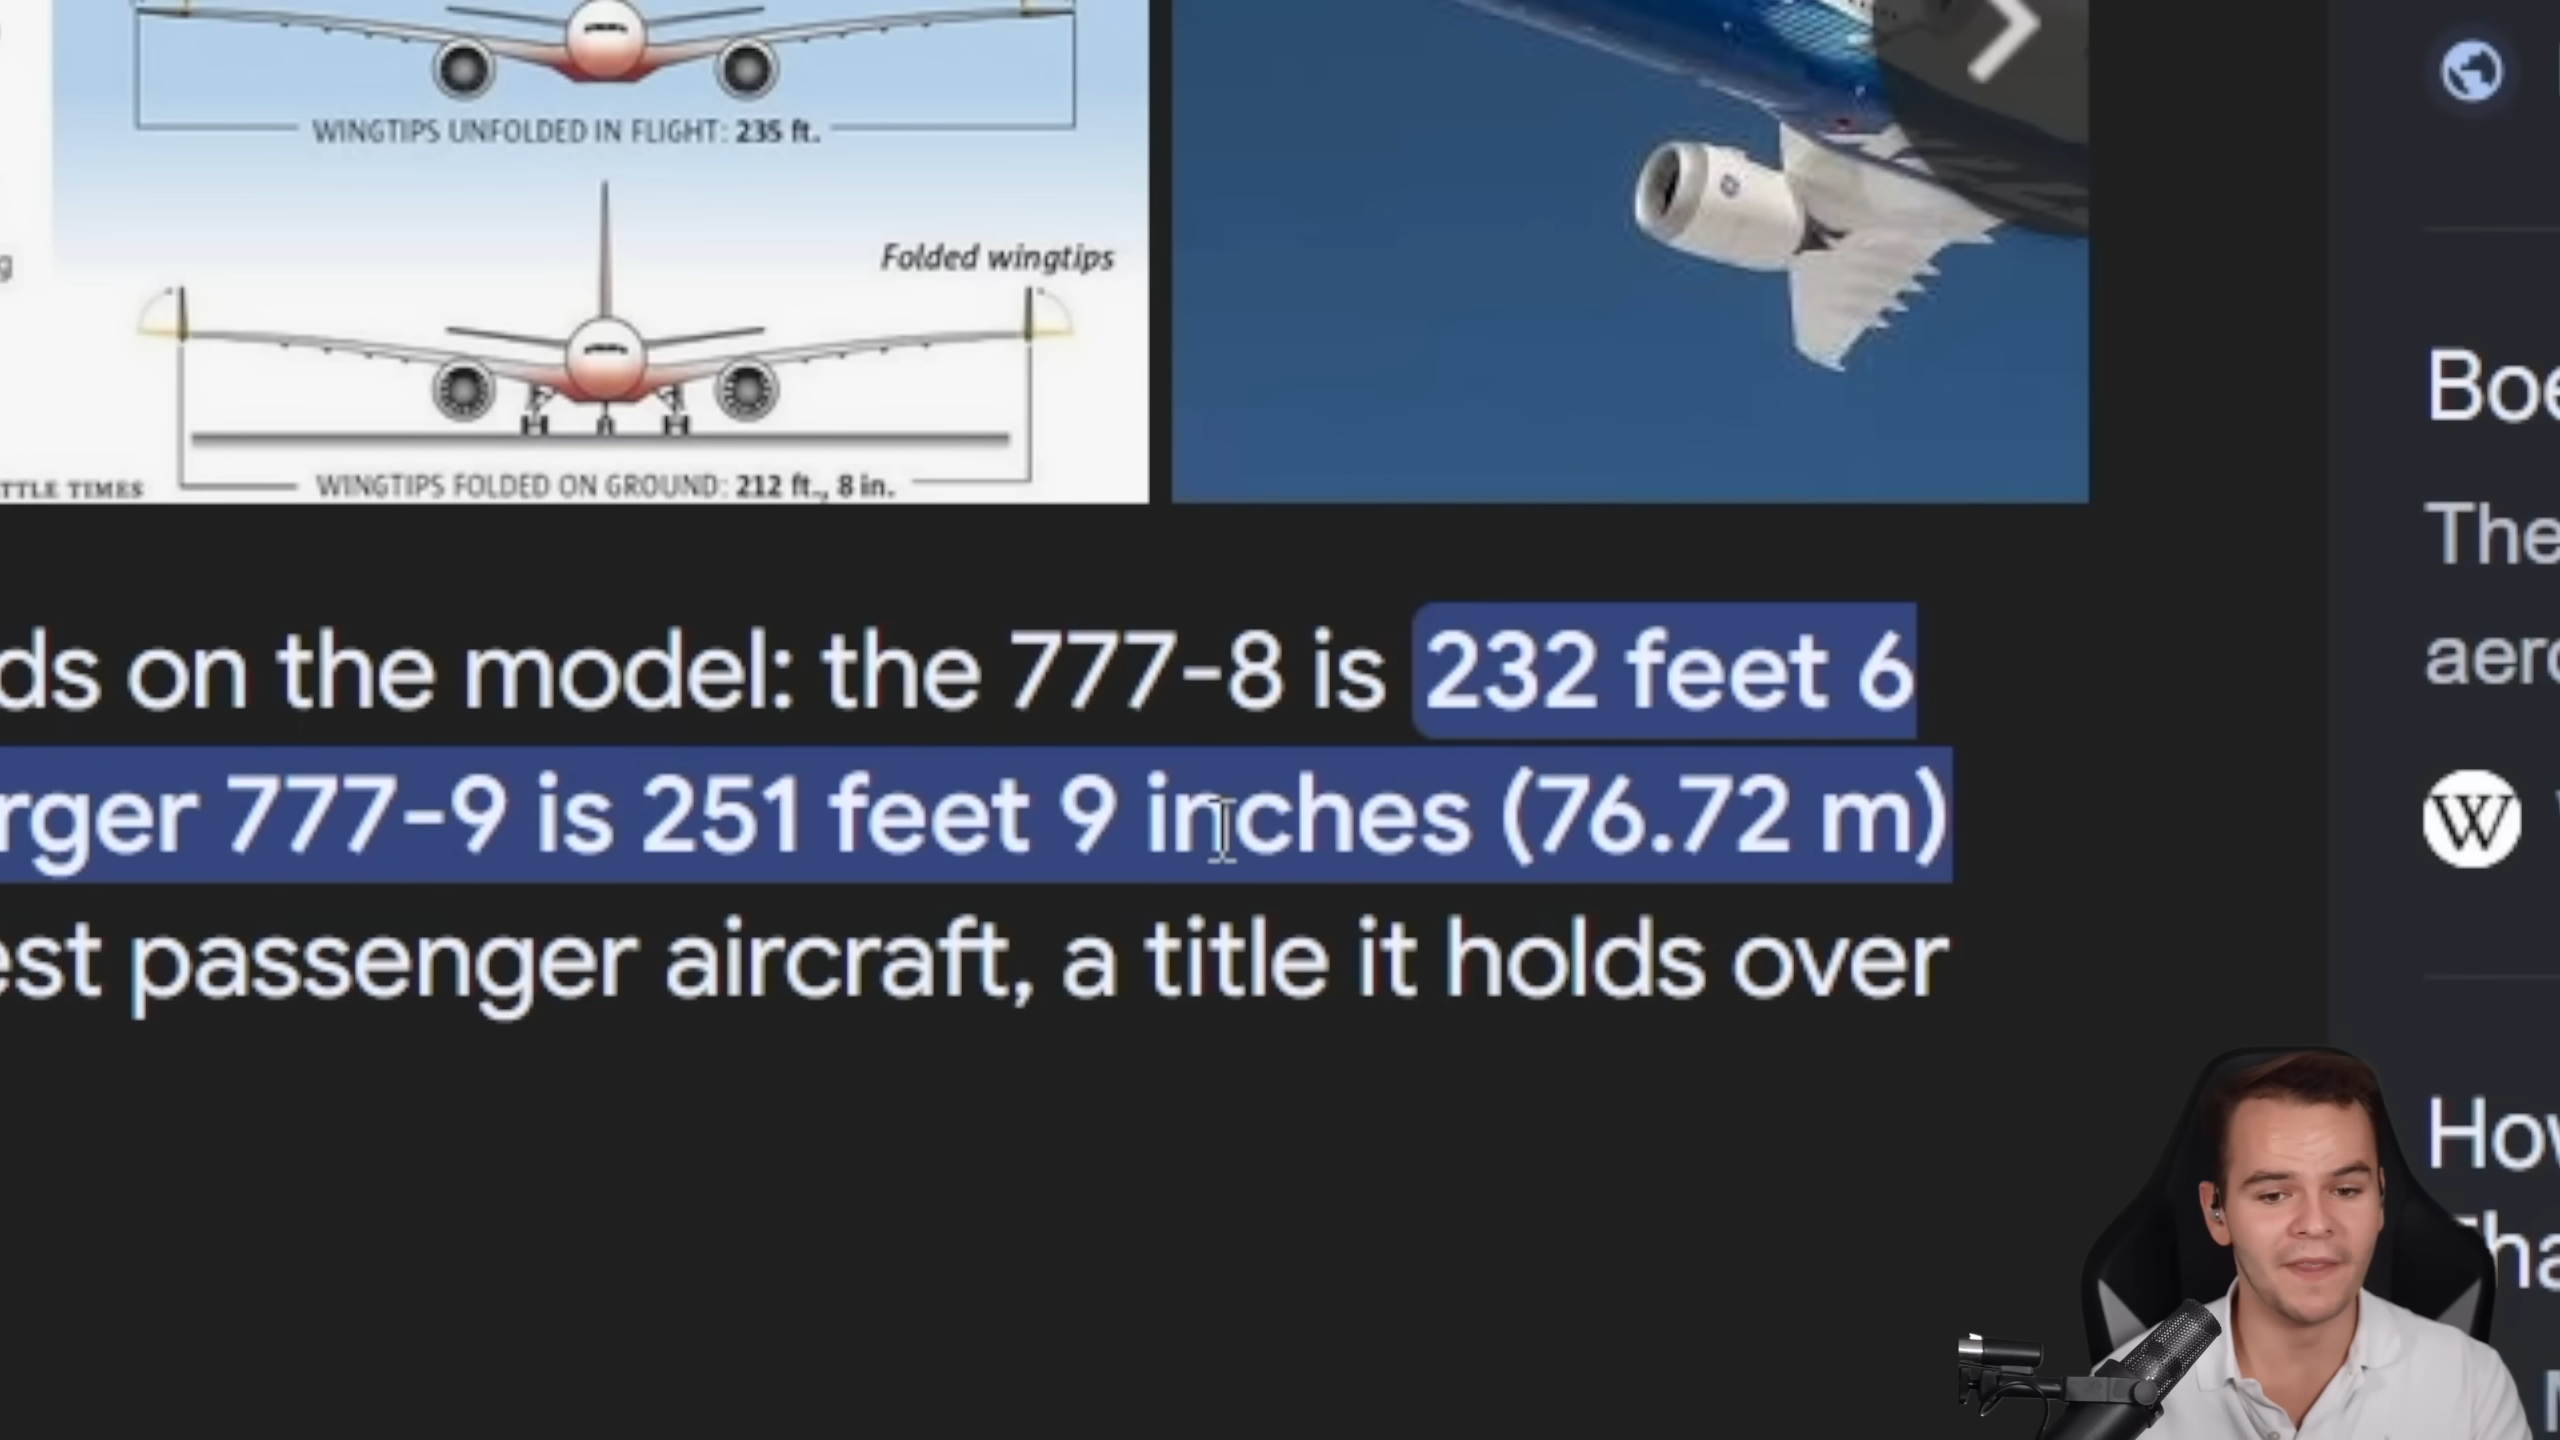 WINGTIPS UNFOLDED IN FLIGHT: 235 ft.
Folded wingtips
g
TTLE TIMES
WINGTIPS FOLDED ON GROUND: 212 ft., 8 in.
ds on the model: the 777-8 is 232 feet 6
rger 777-9 is 251 feet 9 inches (76.72 m)
est passenger aircraft, a title it holds over
Boe
The
aero
W
How
Tha